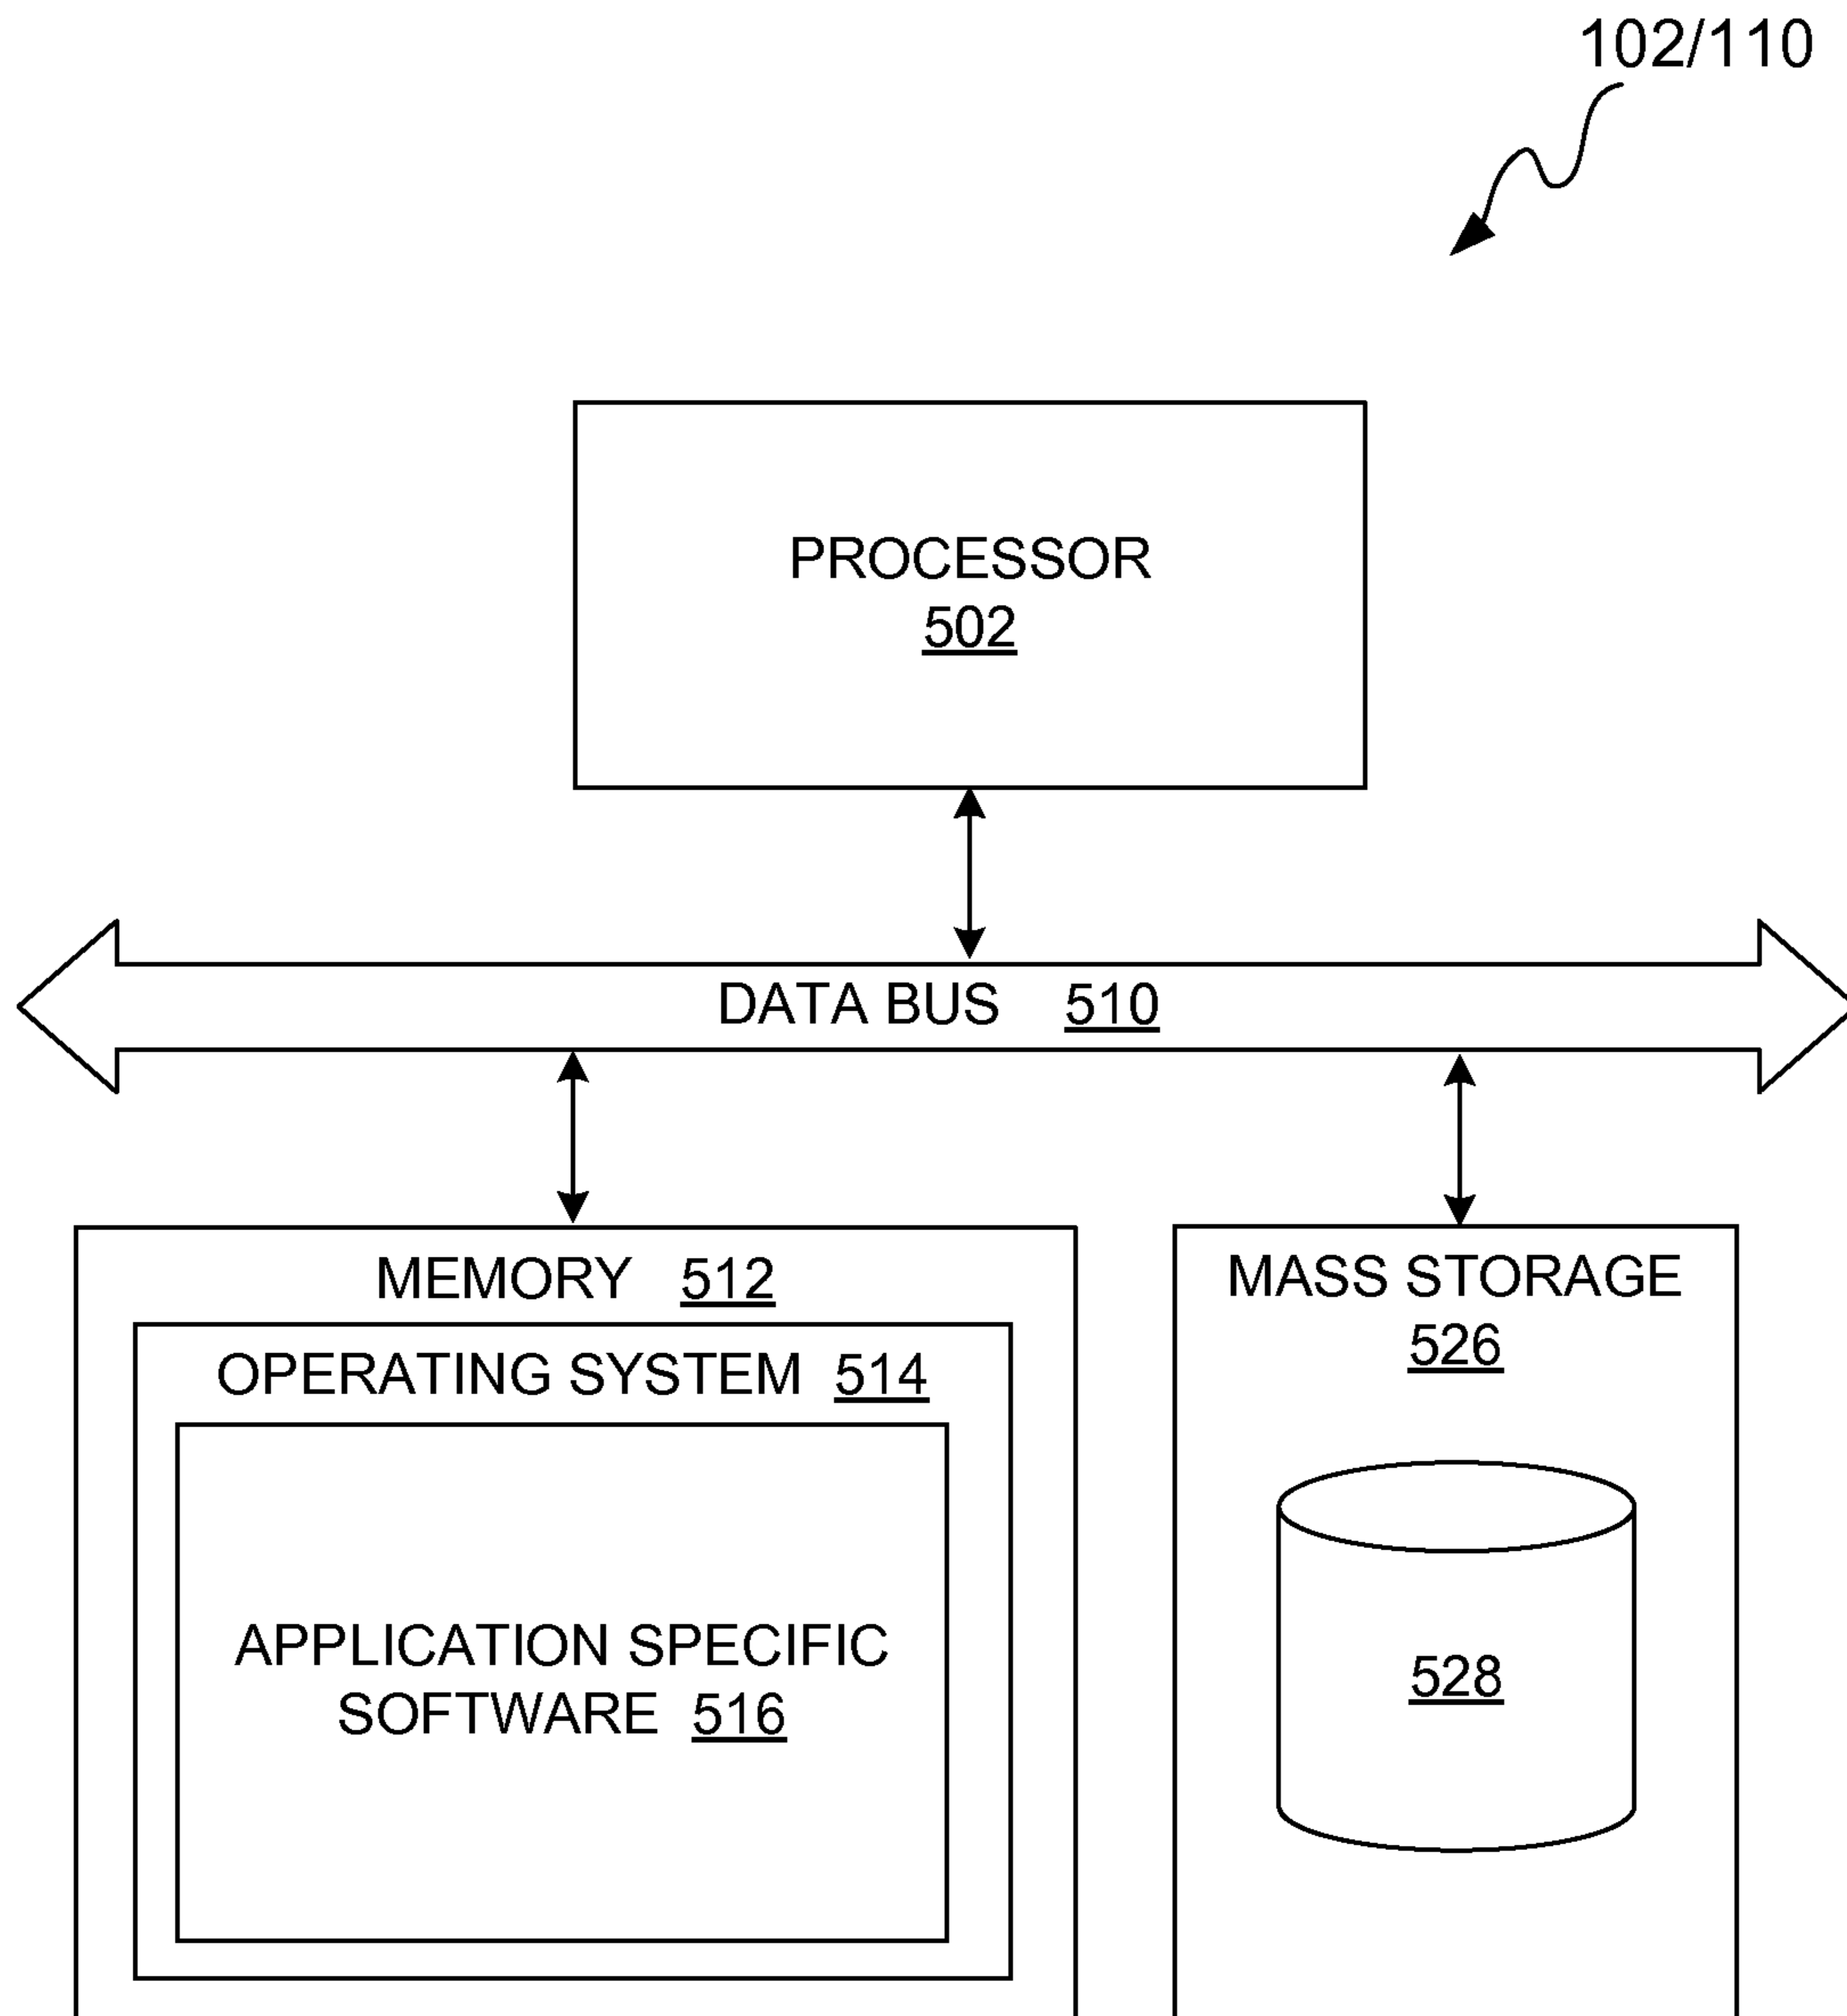 102/110
PROCESSOR
502
DATA BUS 510
MEMORY 512
OPERATING SYSTEM 514
APPLICATION SPECIFIC
SOFTWARE 516
MASS STORAGE
526
528